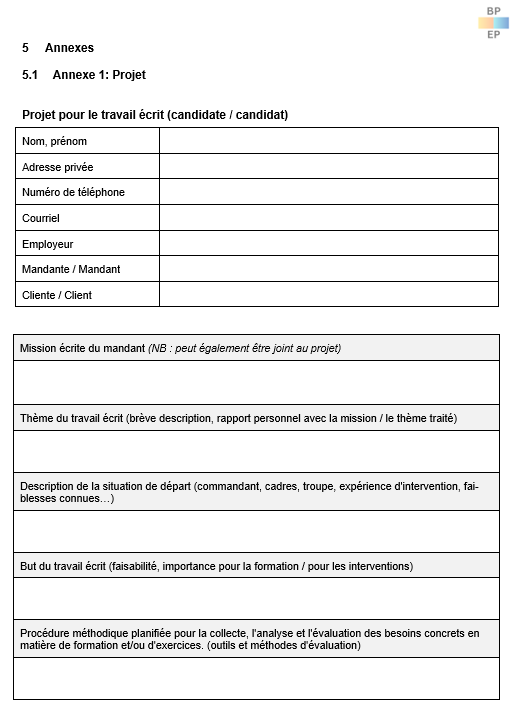 BP
EP
5 Annexes
5.1 Annexe 1: Projet
Projet pour le travail écrit (candidate / candidat)
Nom, prénom
Adresse privée
Numéro de téléphone
Courriel
Employeur
Mandante / Mandant
Cliente / Client
Mission écrite du mandant (NB : peut également être joint au projet)
Thème du travail écrit (brève description, rapport personnel avec la mission / le thème traité)
Description de la situation de départ (commandant, cadres, troupe, expérience d'intervention, fai-
blesses connues…)
But du travail écrit (faisabilité, importance pour la formation / pour les interventions)
Procédure méthodique planifiée pour la collecte, l'analyse et l'évaluation des besoins concrets en
matière de formation et/ou d'exercices. (outils et méthodes d'évaluation)